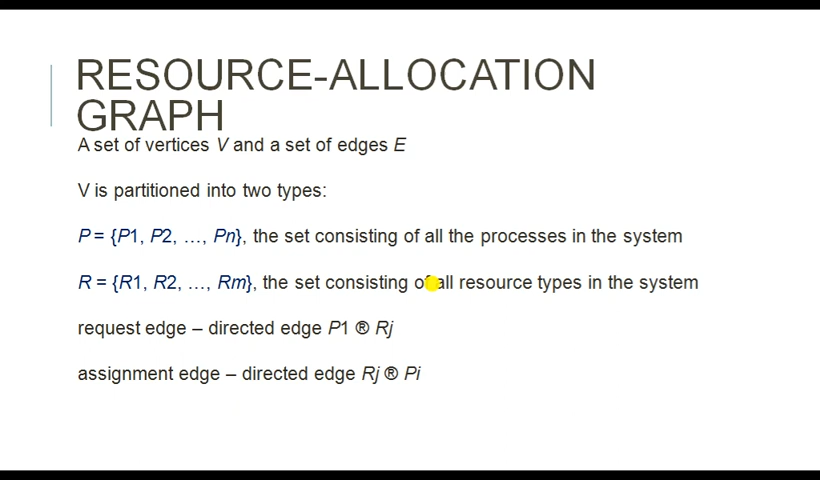 RESOURCE-ALLOCATION
GRAPH
A set of vertices V and a set of edges E
V is partitioned into two types:
P = {P1, P2, …, Pn}, the set consisting of all the processes in the system
R = {R1, R2, …, Rm}, the set consisting of all resource types in the system
request edge – directed edge P1 ® Rj
assignment edge – directed edge Rj ® Pi